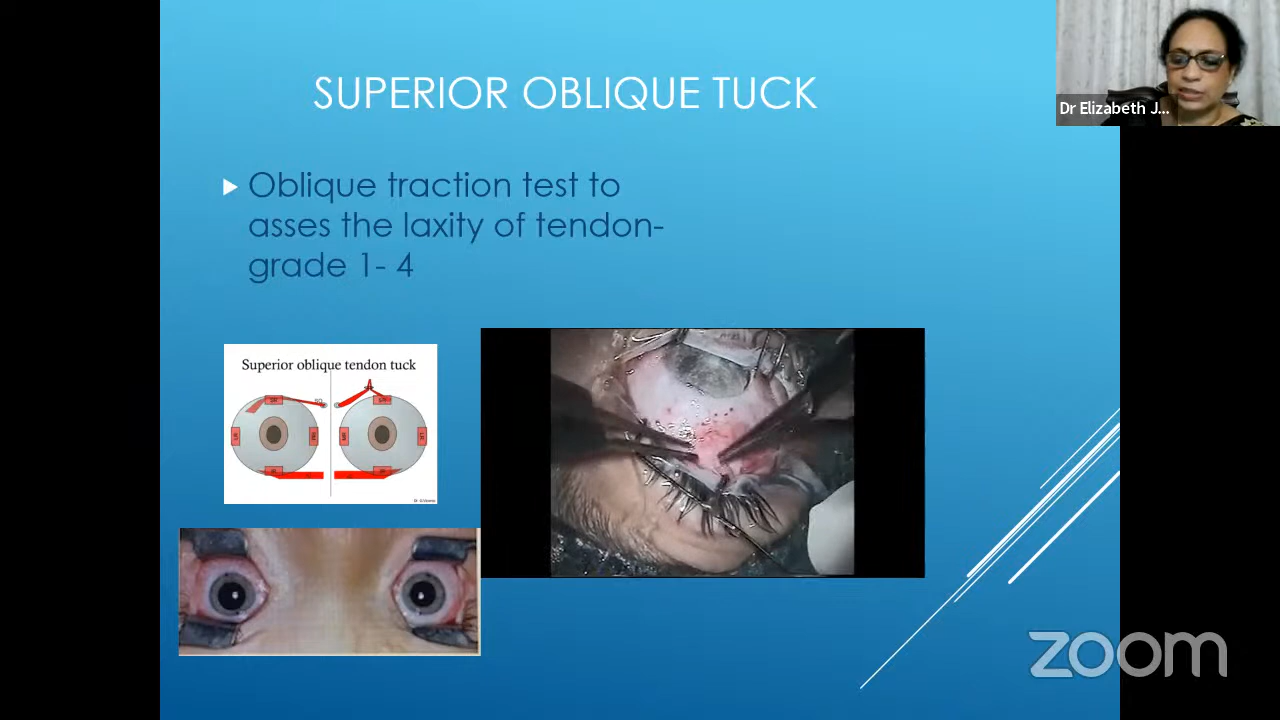 SUPERIOR OBLIQUE TUCK
Dr Elizabeth J...
Oblique traction test to
asses the laxity of tendon-
grade 1- 4
Superior oblique tendon tuck
zoom